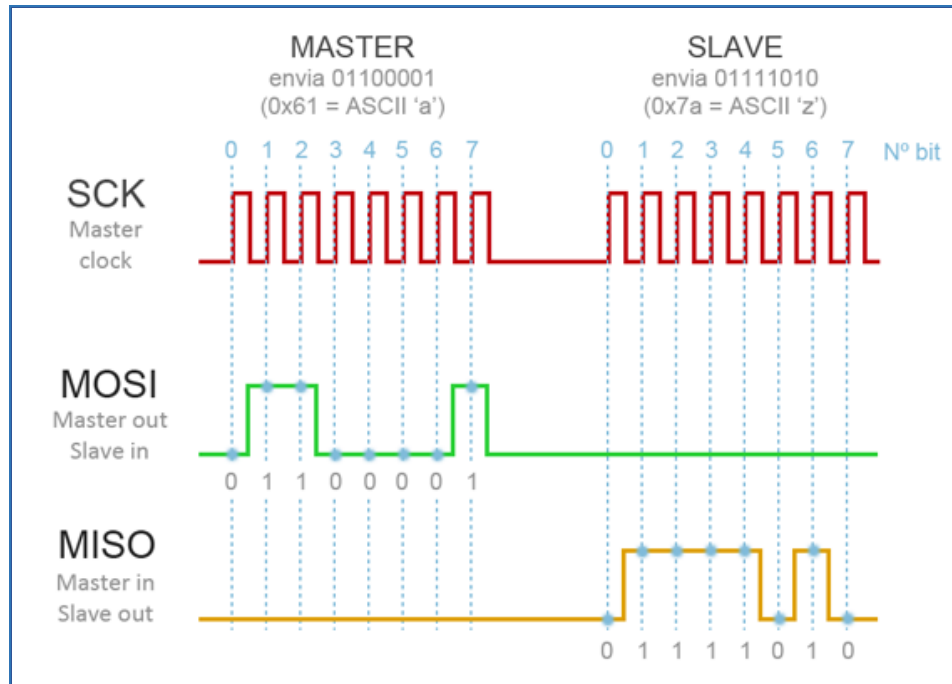 MASTER
envia 01100001
(0x61 = ASCII ‘a’)
SLAVE
envia 01111010
(0x7a = ASCII ‘z’)
0 1 2 3 4 5 6 7
0 1 2 3 4 5 6 7 Nº bit
SCK
Master
clock
MOSI
Master out
Slave in
0 1 1 0 0 0 0 1
MISO
Master in
Slave out
0 1 1 1 1 0 1 0